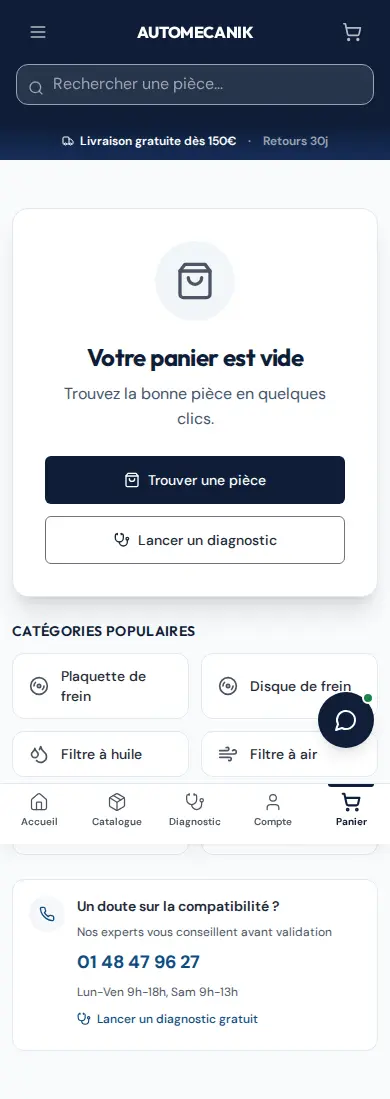 AUTOMECANIK
Rechercher une pièce...
Livraison gratuite dès 150€ · Retours 30j
Votre panier est vide
Trouvez la bonne pièce en quelques
clics.
Trouver une pièce
Lancer un diagnostic
CATÉGORIES POPULAIRES
Plaquette de
frein
Disque de frein
Filtre à huile
Filtre à air
Accueil
Catalogue
Diagnostic
Compte
Panier
Un doute sur la compatibilité ?
Nos experts vous conseillent avant validation
01 48 47 96 27
Lun-Ven 9h-18h, Sam 9h-13h
Lancer un diagnostic gratuit